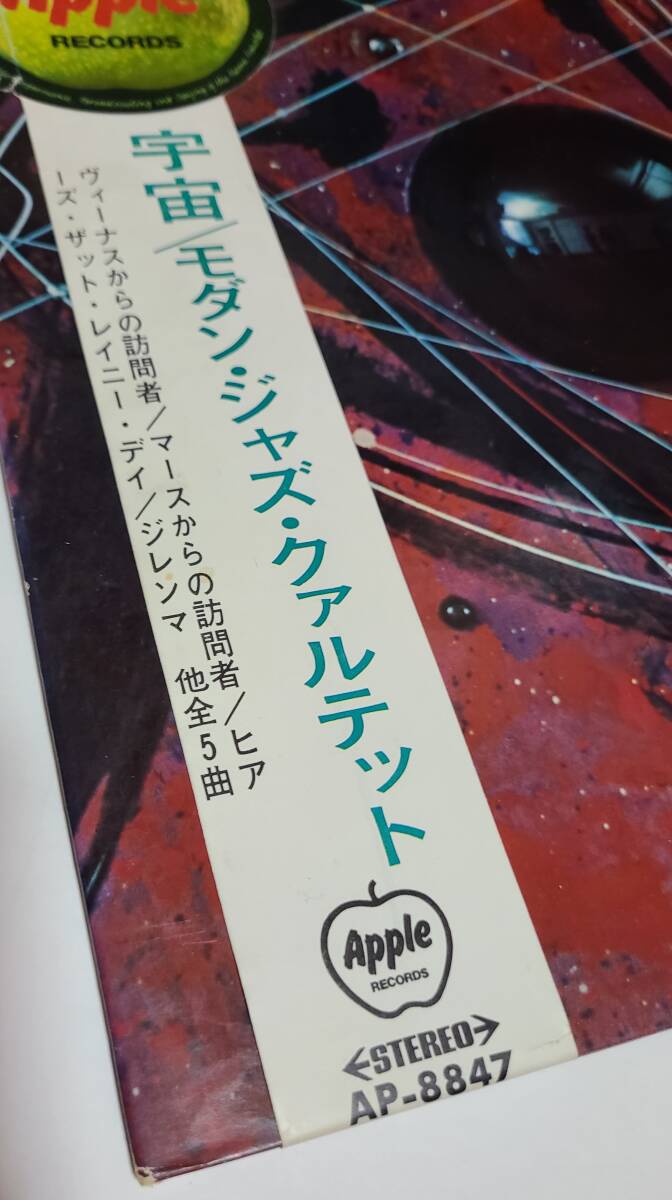 Apple
RECORDS
宇宙/モダン・ジャズ・クァルテット
ヴィーナスからの訪問者/マースからの訪問者/ヒア
ーズ・ザット・レイニー・デイ/ジレンマ 他全5曲
Apple
RECORDS
STEREO
AP-8847